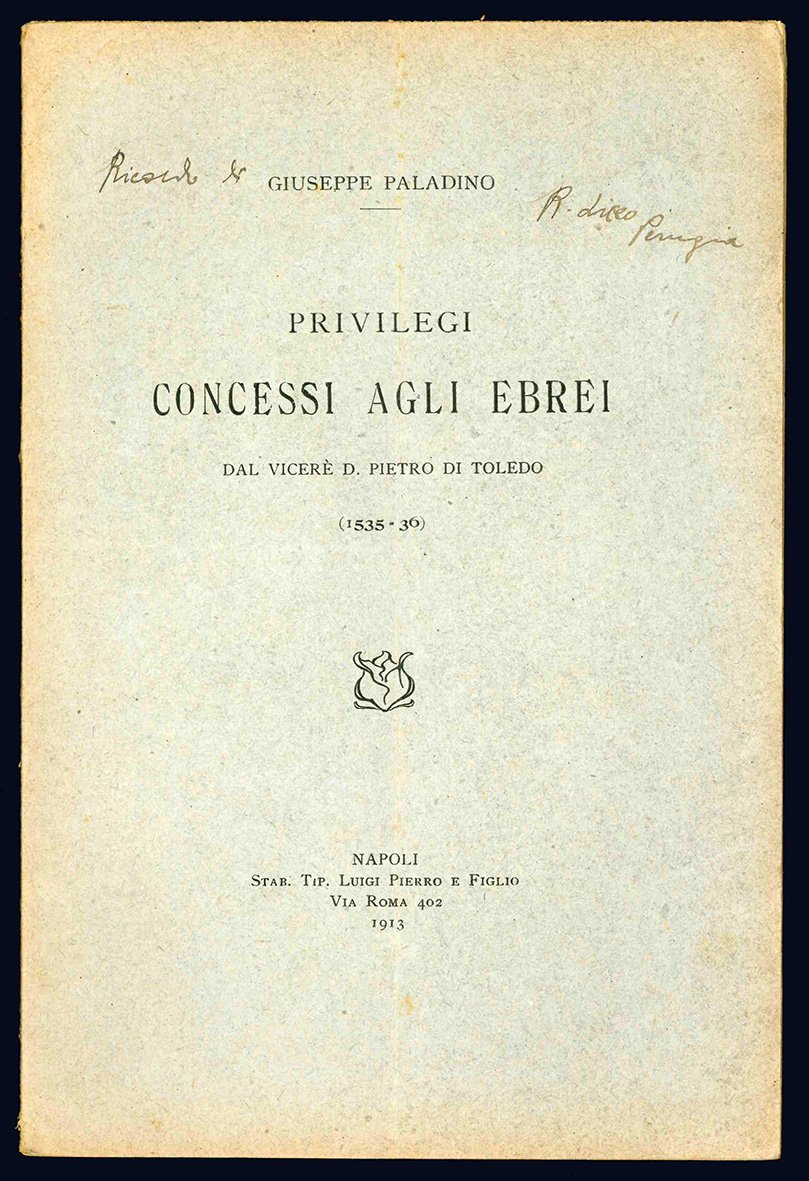 Ricordo di GIUSEPPE PALADINO
R. liceo
Perugia
PRIVILEGI
CONCESSI AGLI EBREI
DAL VICERÈ D. PIETRO DI TOLEDO
(1535-36)
NAPOLI
STAB. TIP. LUIGI PIERRO E FIGLIO
VIA ROMA 402
1913